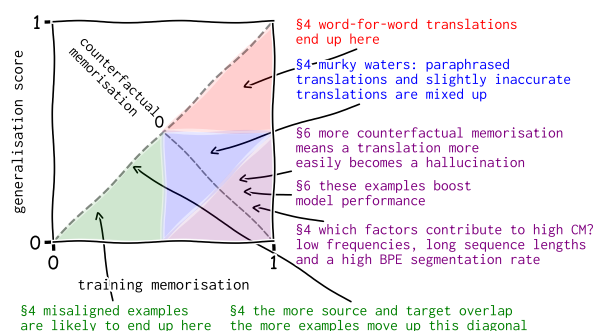 1
generalisation score
counterfactual
memorisation
0
0
0
1
training memorisation
§4 word-for-word translations
end up here
§4 murky waters: paraphrased
translations and slightly inaccurate
translations are mixed up
§6 more counterfactual memorisation
means a translation more
easily becomes a hallucination
§6 these examples boost
model performance
§4 which factors contribute to high CM?
low frequencies, long sequence lengths
and a high BPE segmentation rate
§4 misaligned examples
are likely to end up here
§4 the more source and target overlap
the more examples move up this diagonal